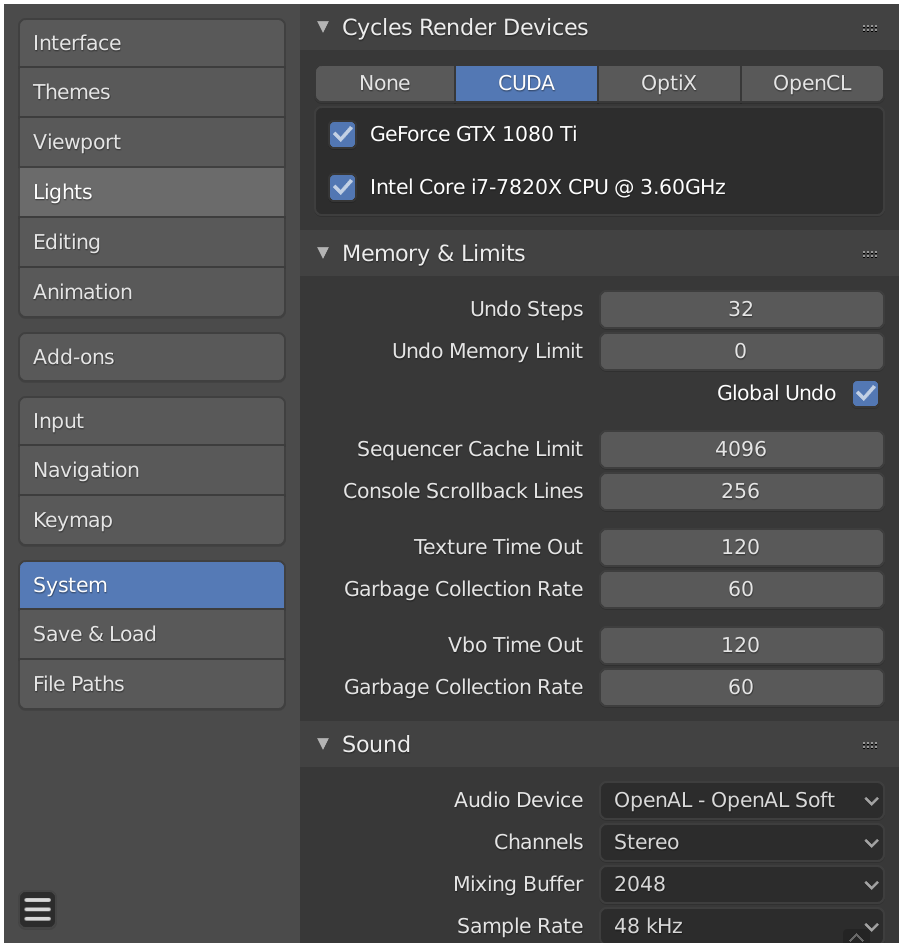 Interface
Themes
Viewport
Lights
Editing
Animation
Add-ons
Input
Navigation
Keymap
System
Save & Load
File Paths
Cycles Render Devices
None CUDA OptiX OpenCL
GeForce GTX 1080 Ti
Intel Core i7-7820X CPU @ 3.60GHz
Memory & Limits
Undo Steps 32
Undo Memory Limit 0
Global Undo
Sequencer Cache Limit 4096
Console Scrollback Lines 256
Texture Time Out 120
Garbage Collection Rate 60
Vbo Time Out 120
Garbage Collection Rate 60
Sound
Audio Device OpenAL - OpenAL Soft
Channels Stereo
Mixing Buffer 2048
Sample Rate 48 kHz